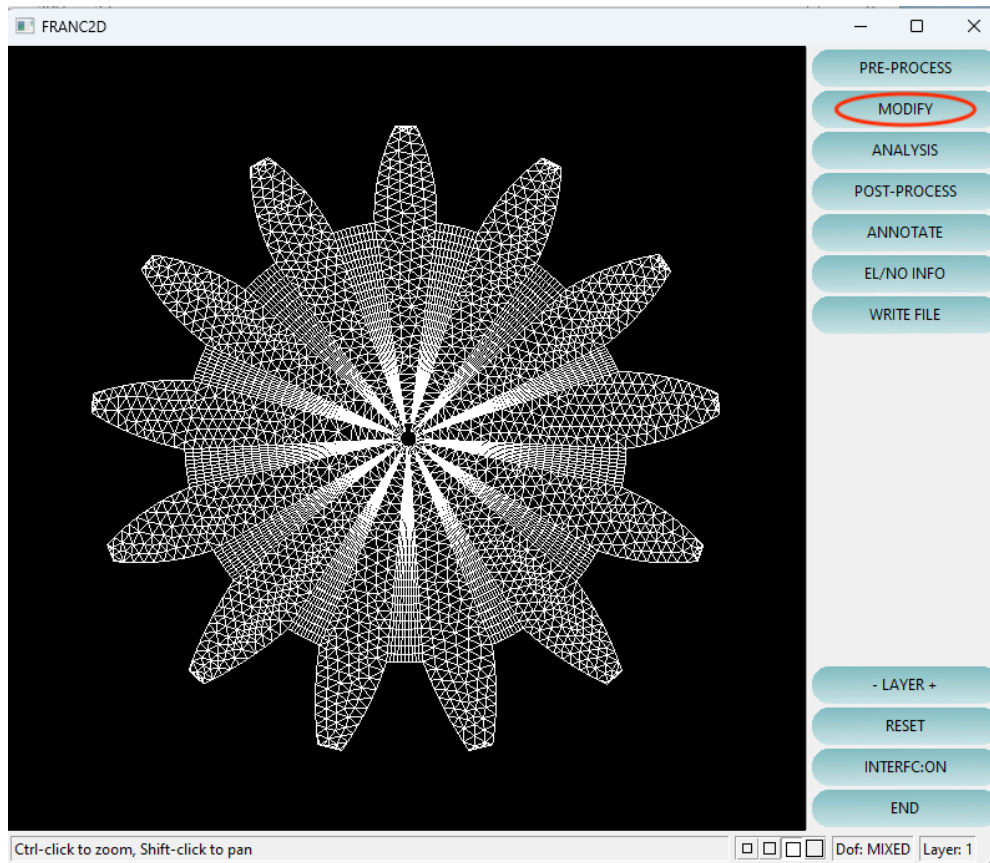 FRANC2D
PRE-PROCESS
MODIFY
ANALYSIS
POST-PROCESS
ANNOTATE
EL/NO INFO
WRITE FILE
- LAYER +
RESET
INTERFC:ON
END
Ctrl-click to zoom, Shift-click to pan
Dof: MIXED
Layer: 1